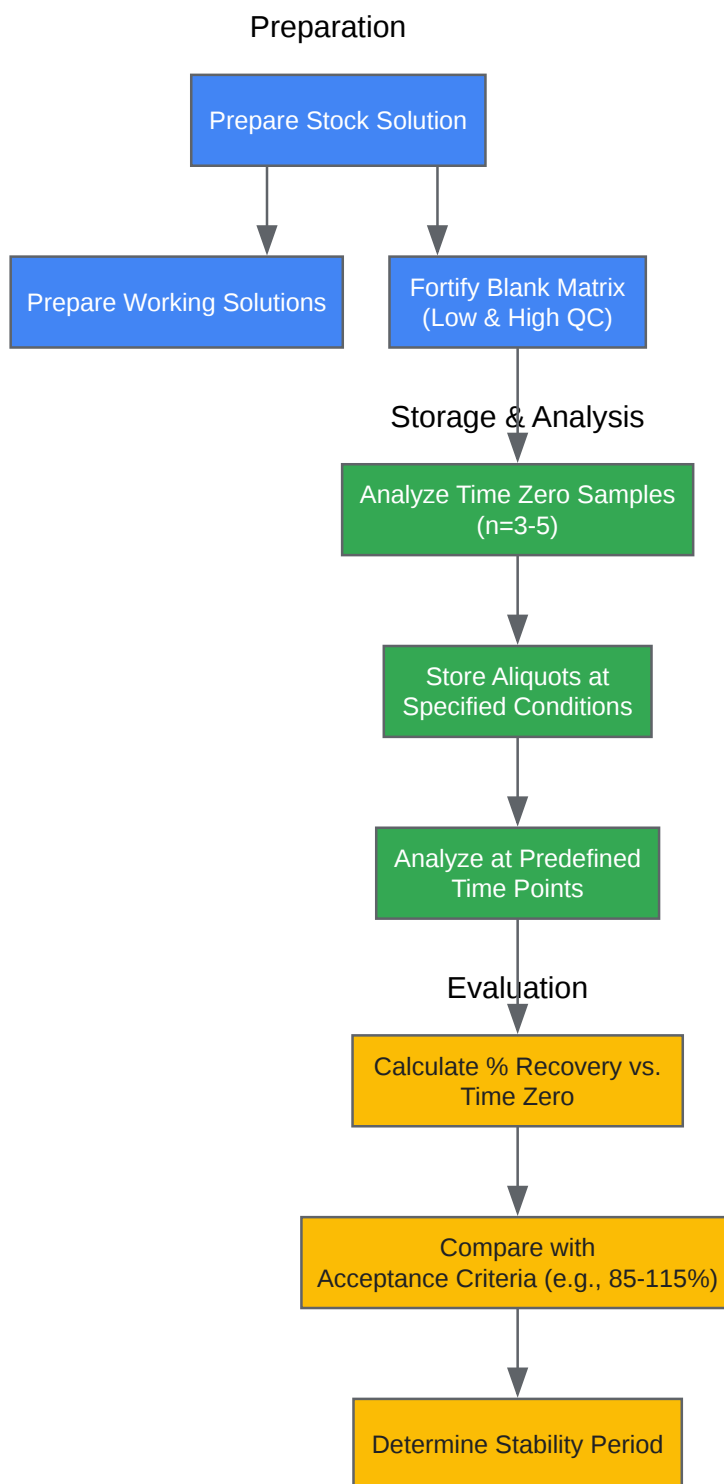 Preparation
Prepare Stock Solution
Prepare Working Solutions
Fortify Blank Matrix
(Low & High QC)
Storage & Analysis
Analyze Time Zero Samples
(n=3-5)
Store Aliquots at
Specified Conditions
Analyze at Predefined
Time Points
Evaluation
Calculate % Recovery vs.
Time Zero
Compare with
Acceptance Criteria (e.g., 85-115%)
Determine Stability Period